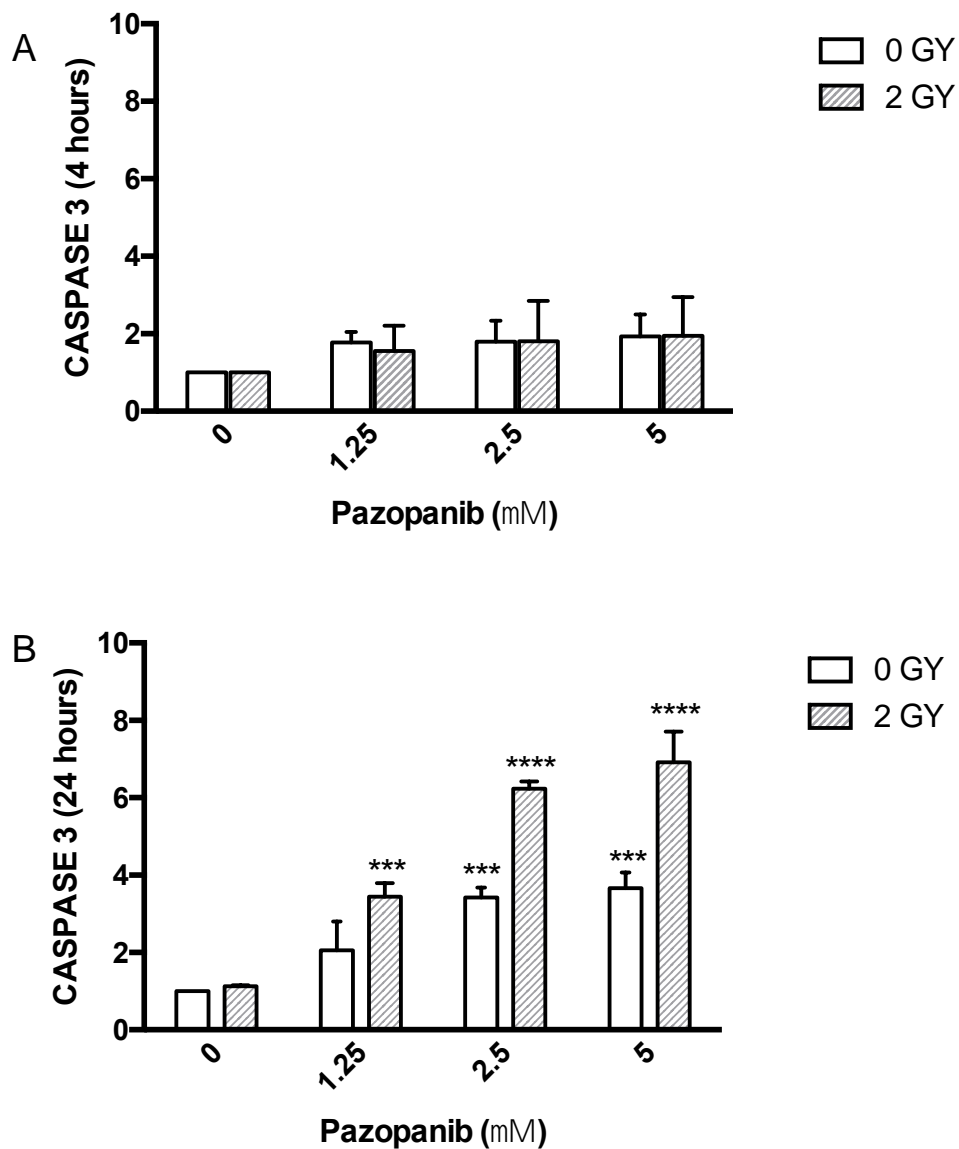 A
CASPASE 3 (4 hours)
10
8
6
4
2
0
0 1.25 2.5 5
Pazopanib (mM)
0 GY
2 GY
B
CASPASE 3 (24 hours)
10
8
6
4
2
0
*** *** **** *** ****
0 1.25 2.5 5
Pazopanib (mM)
0 GY
2 GY